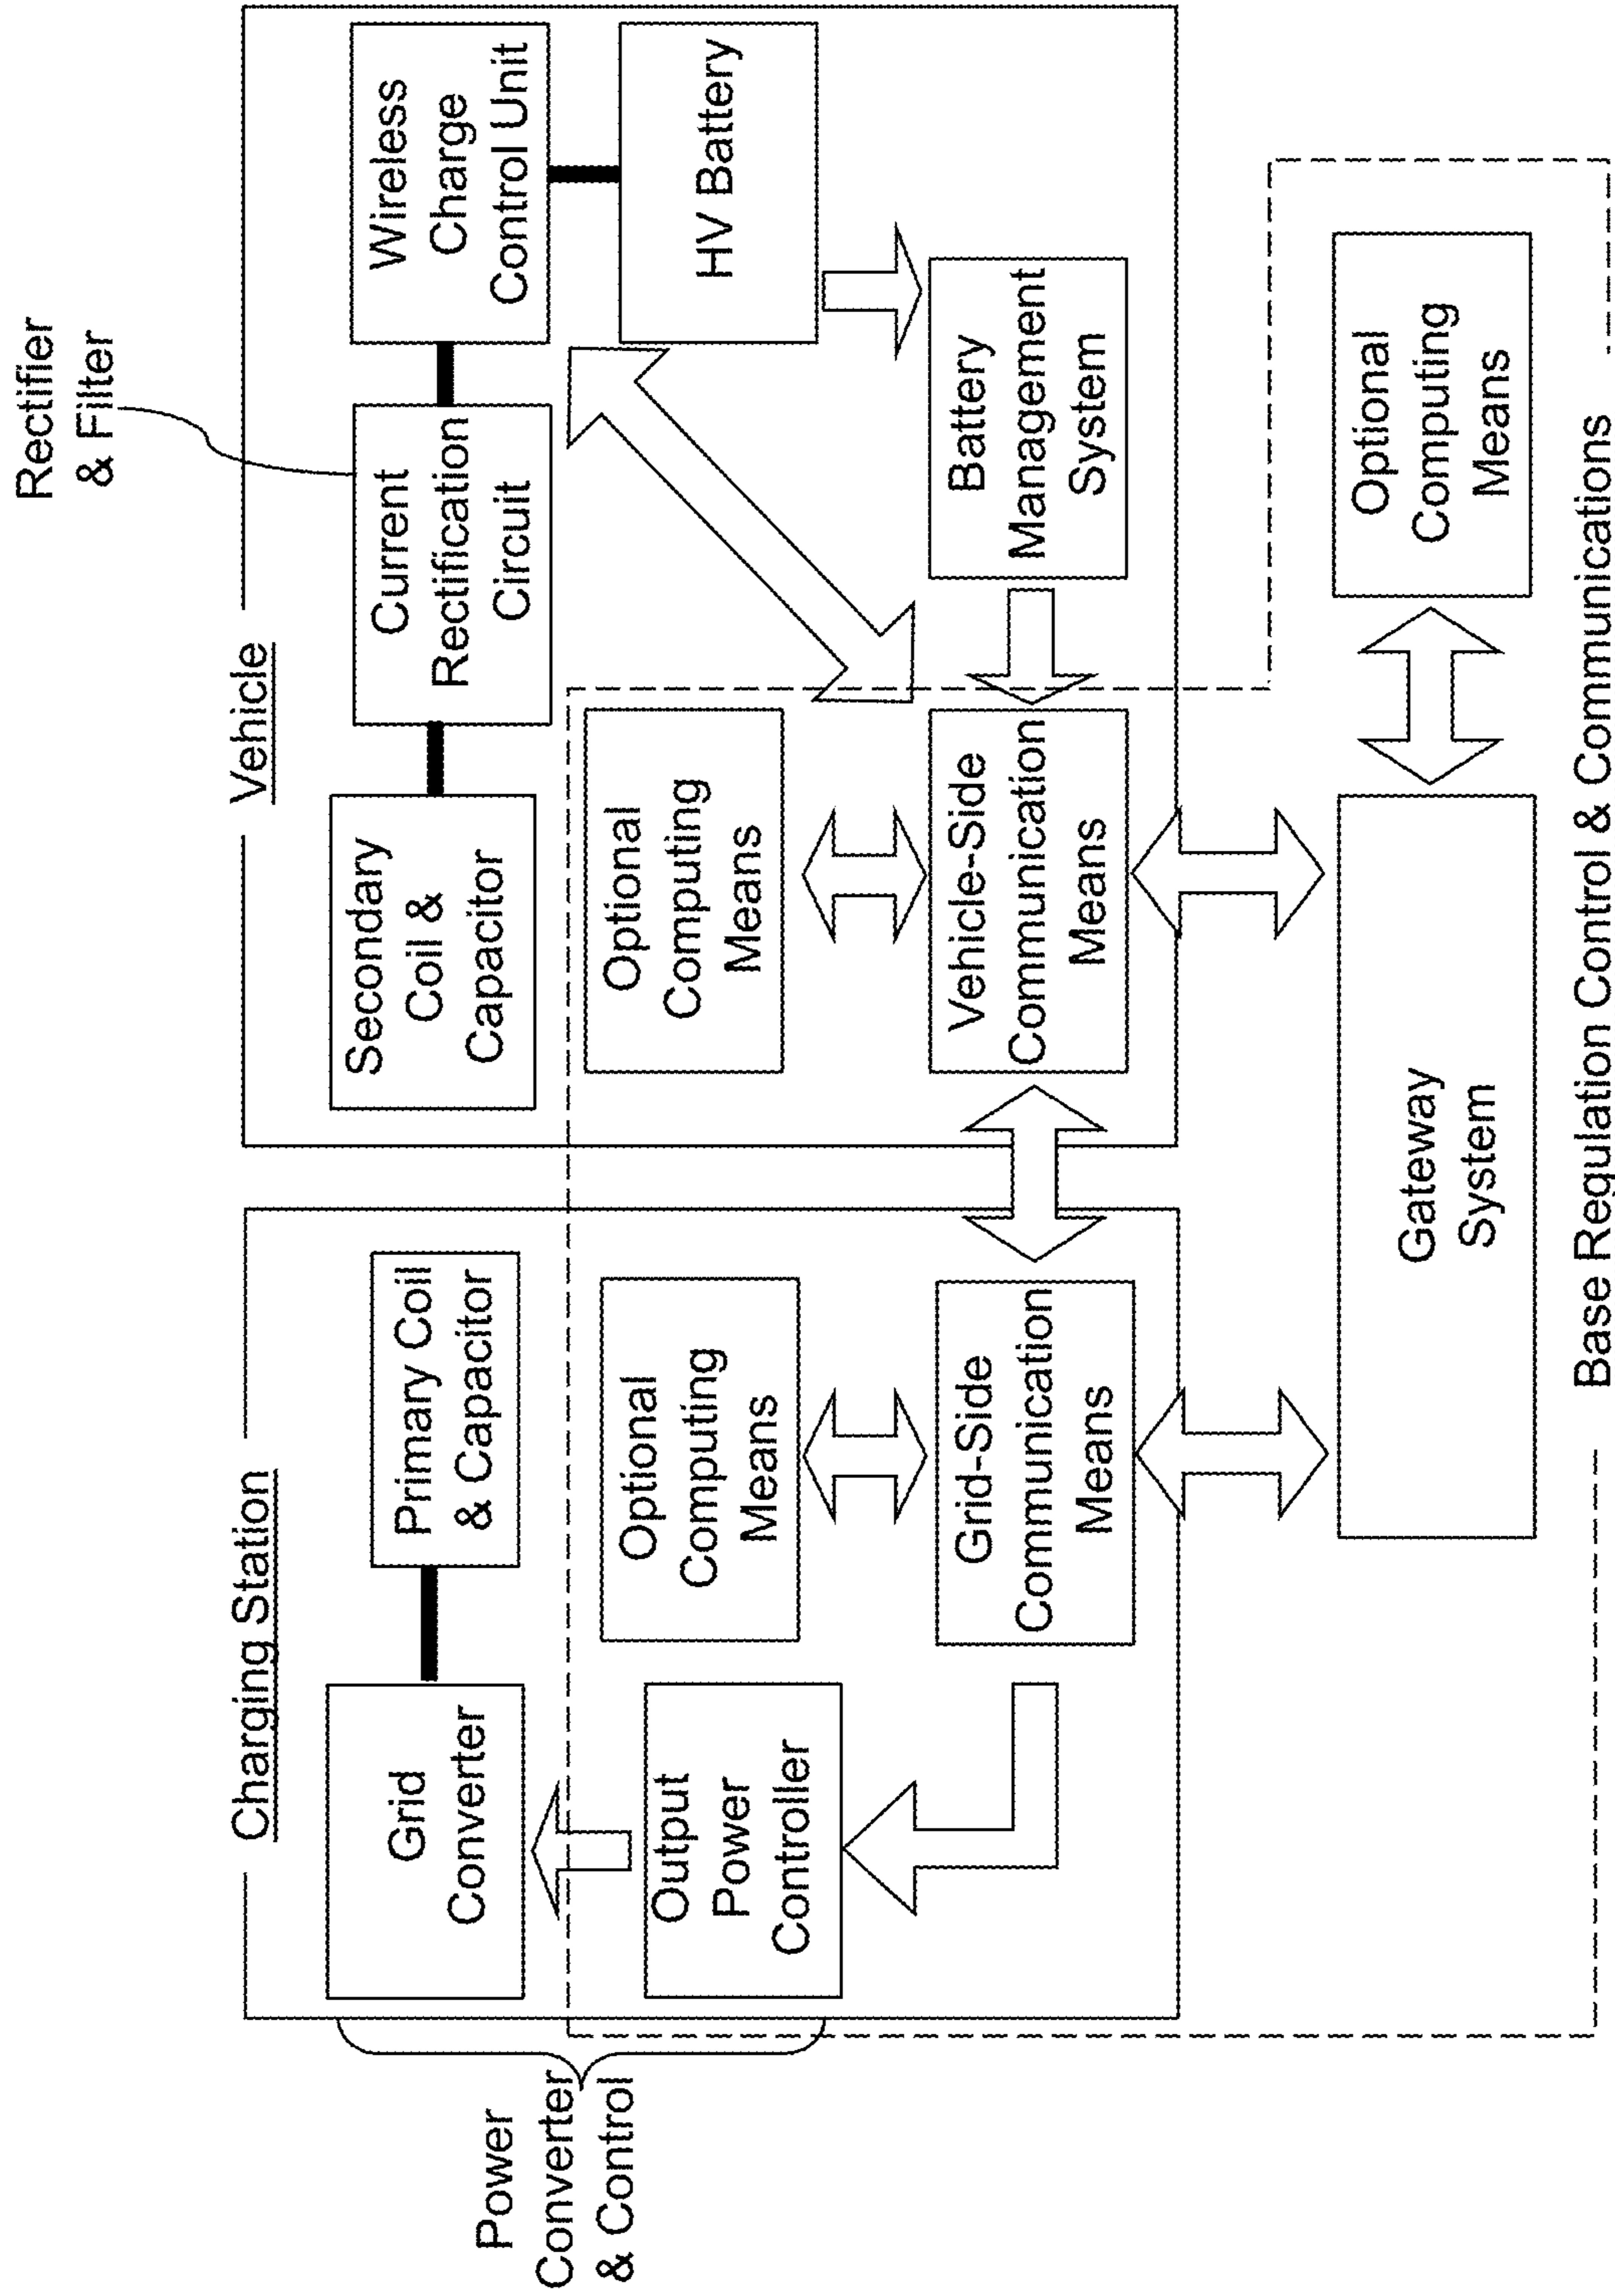 Rectifier
& Filter
Charging Station
Vehicle
Power
Converter
& Control
Grid
Converter
Primary Coil
& Capacitor
Secondary
Coil &
Capacitor
Current
Rectification
Circuit
Wireless
Charge
Control Unit
Output
Power
Controller
Optional
Computing
Means
Optional
Computing
Means
HV Battery
Grid-Side
Communication
Means
Vehicle-Side
Communication
Means
Battery
Management
System
Gateway
System
Optional
Computing
Means
Base Regulation Control & Communications